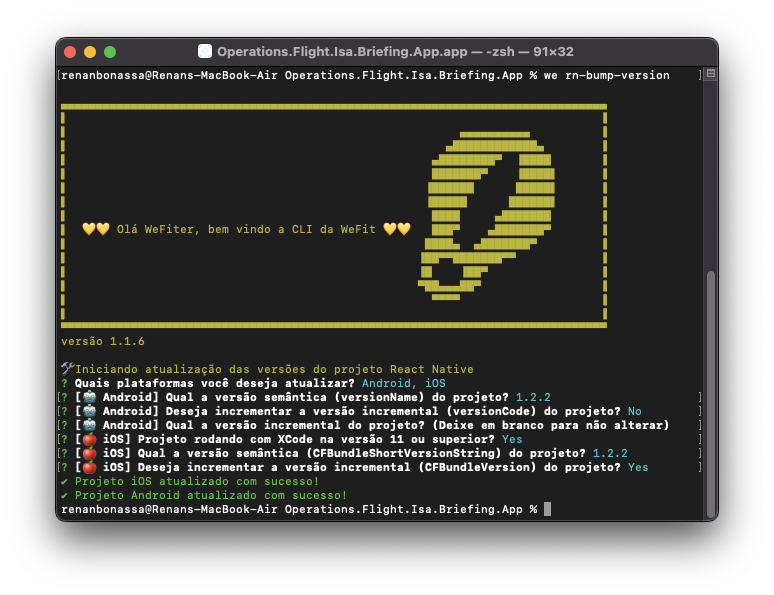 Operations.Flight.Isa.Briefing.App.app — -zsh — 91×32
[renanbonassa@Renans-MacBook-Air Operations.Flight.Isa.Briefing.App % we rn-bump-version ]
💛💛 Olá WeFiter, bem vindo a CLI da WeFit 💛💛
versão 1.1.6
🛠Iniciando atualização das versões do projeto React Native
? Quais plataformas você deseja atualizar? Android, iOS
[? [🤖 Android] Qual a versão semântica (versionName) do projeto? 1.2.2 ]
[? [🤖 Android] Deseja incrementar a versão incremental (versionCode) do projeto? No ]
[? [🤖 Android] Qual a versão incremental do projeto? (Deixe em branco para não alterar) ]
[? [🍎 iOS] Projeto rodando com XCode na versão 11 ou superior? Yes ]
[? [🍎 iOS] Qual a versão semântica (CFBundleShortVersionString) do projeto? 1.2.2 ]
[? [🍎 iOS] Deseja incrementar a versão incremental (CFBundleVersion) do projeto? Yes ]
✔ Projeto iOS atualizado com sucesso!
✔ Projeto Android atualizado com sucesso!
renanbonassa@Renans-MacBook-Air Operations.Flight.Isa.Briefing.App %